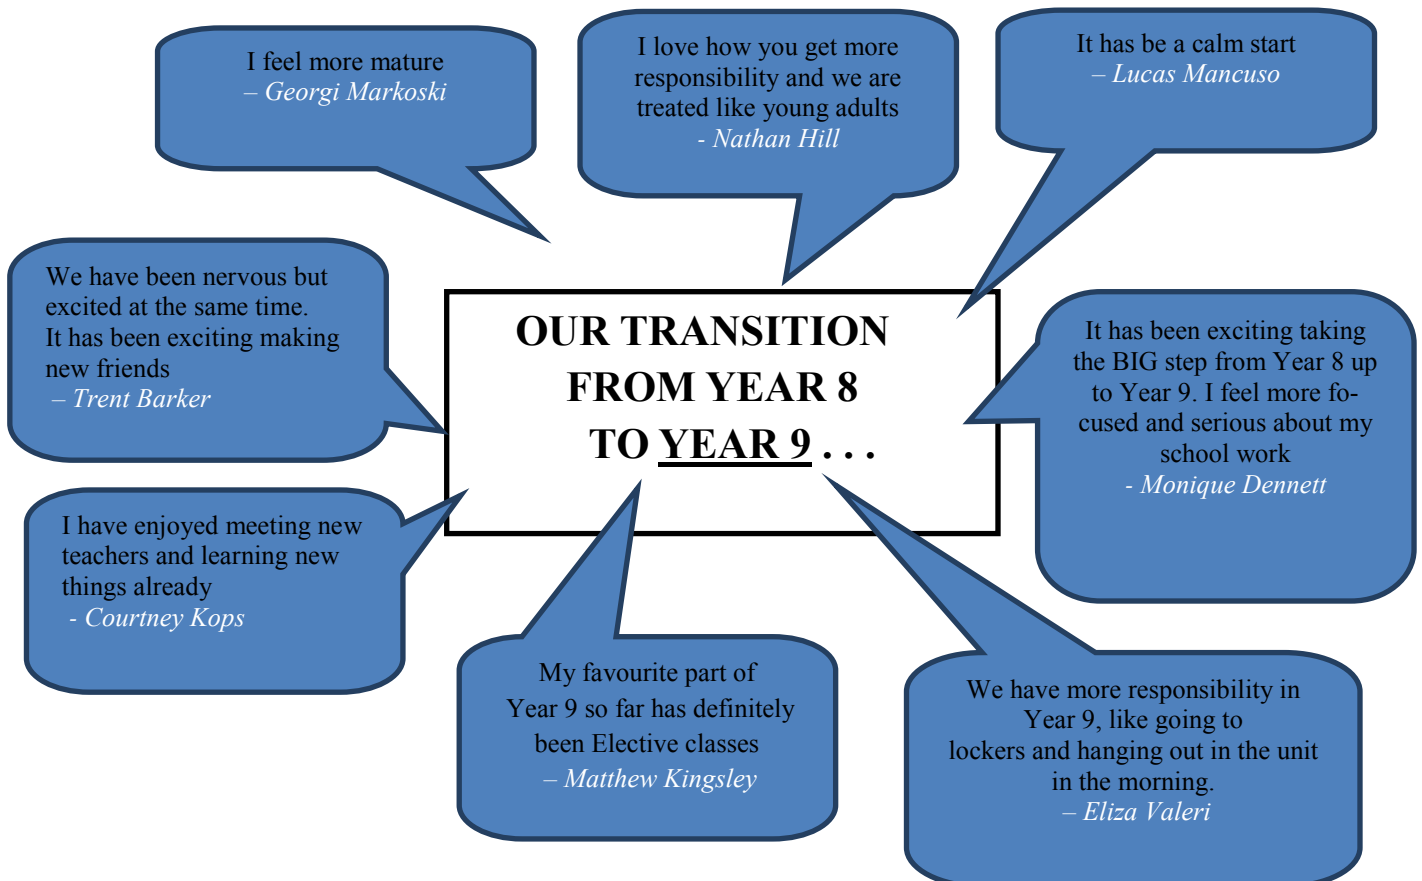 I feel more mature
– Georgi Markoski
I love how you get more
responsibility and we are
treated like young adults
- Nathan Hill
It has be a calm start
– Lucas Mancuso
We have been nervous but
excited at the same time.
It has been exciting making
new friends
– Trent Barker
OUR TRANSITION
FROM YEAR 8
TO YEAR 9 . . .
It has been exciting taking
the BIG step from Year 8 up
to Year 9. I feel more fo-
cused and serious about my
school work
- Monique Dennett
I have enjoyed meeting new
teachers and learning new
things already
- Courtney Kops
My favourite part of
Year 9 so far has definitely
been Elective classes
– Matthew Kingsley
We have more responsibility in
Year 9, like going to
lockers and hanging out in the unit
in the morning.
– Eliza Valeri